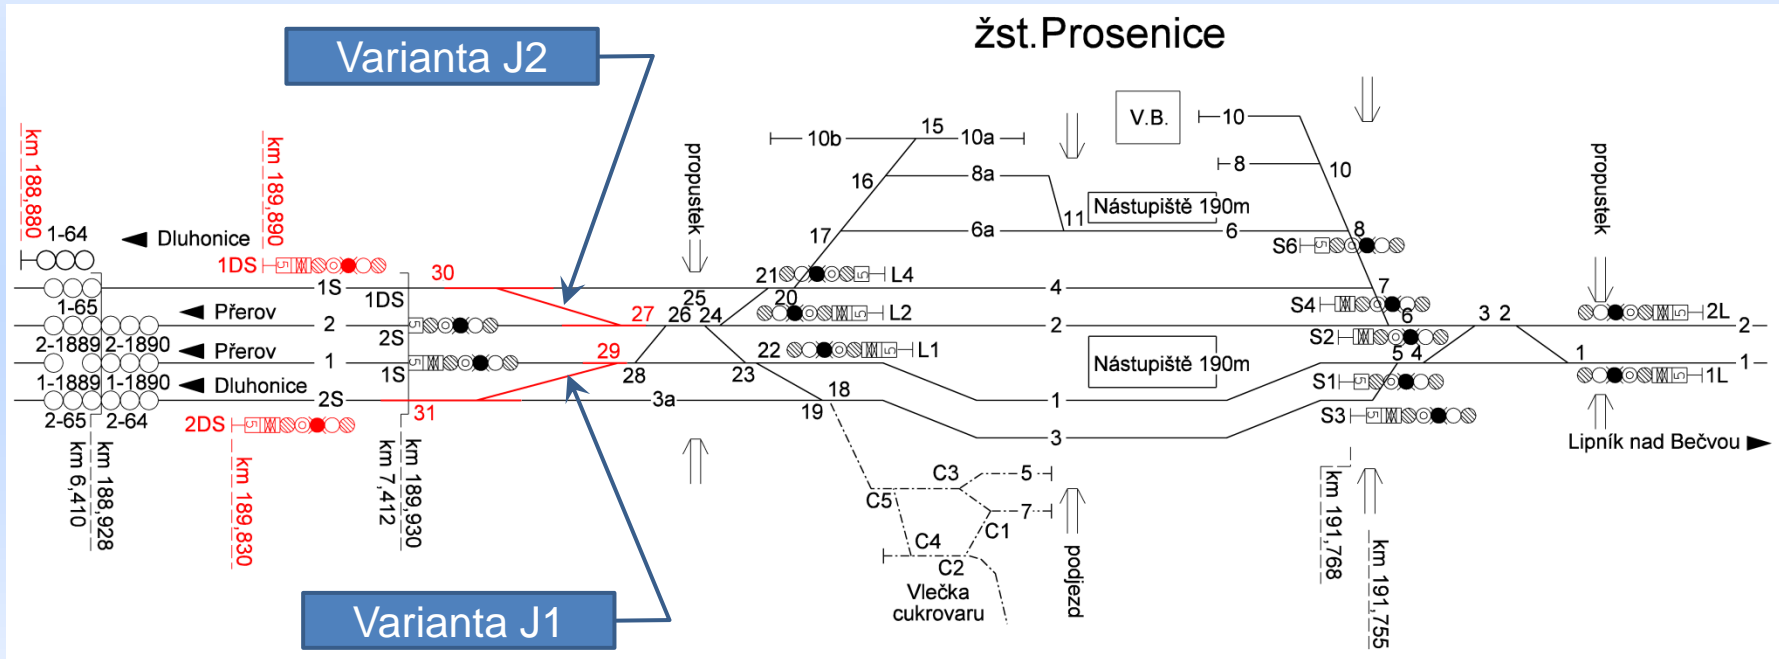 žst.Prosenice
Varianta J2
V.B.
10
10b
15
10a
8
10
16
8a
11
Nástupiště 190m
17
6a
6
8
S6
propustek
propustek
podjezd
km 188,880
km 189,890
1-64
Dluhonice
1DS
30
1S
1DS
21
L4
4
7
1-65
Přerov
2
2S
27
25
26
24
20
L2
2
S4
6
S2
3
2
2L
2
2-1889
2-1890
Přerov
1
1S
29
28
22
23
L1
Nástupiště 190m
5
4
1
1
1-1889
1-1890
Dluhonice
2S
31
3a
18
19
1
S1
1L
2-65
2-64
2DS
3
S3
Lipník nad Bečvou
km 6,410
km 188,928
km 189,830
km 7,412
km 189,930
km 191,768
km 191,755
C5
C3
5
C1
7
C4
C2
Vlečka
cukrovaru
Varianta J1